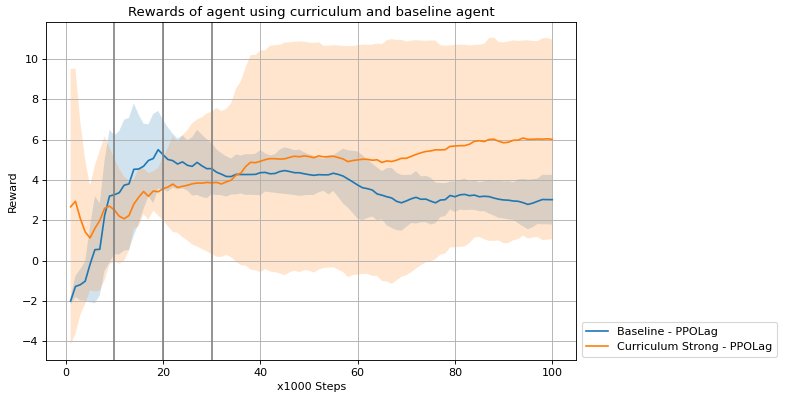 Rewards of agent using curriculum and baseline agent
Reward
10
8
6
4
2
0
−2
−4
0
20
40
60
80
100
x1000 Steps
Baseline - PPOLag
Curriculum Strong - PPOLag